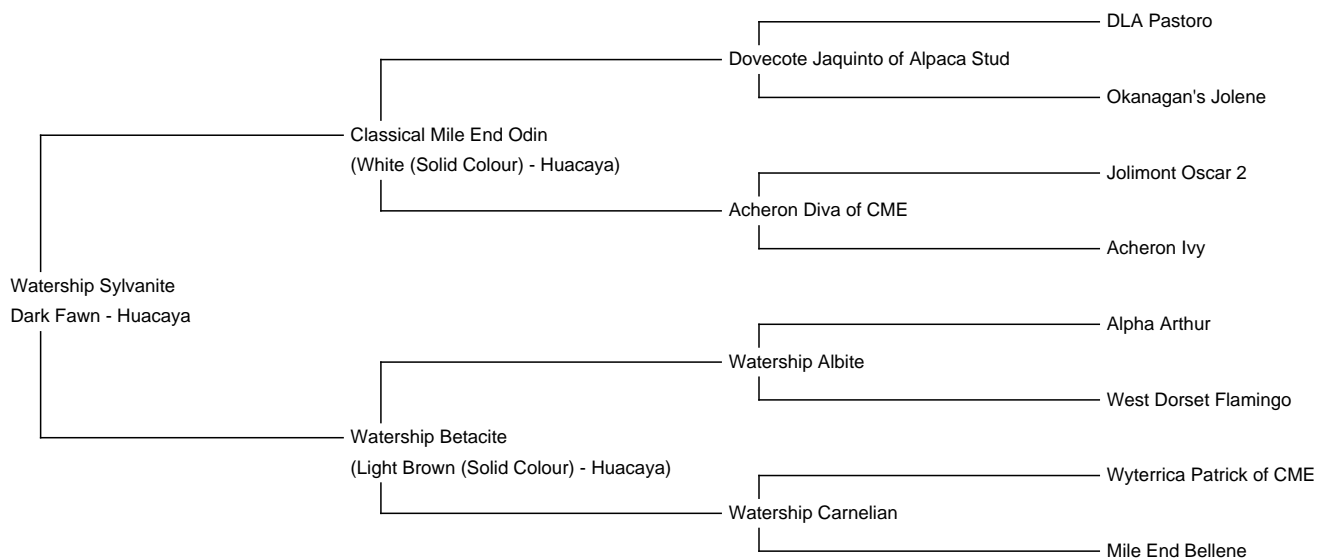 DLA Pastoro
Dovecote Jaquinto of Alpaca Stud
Okanagan's Jolene
Classical Mile End Odin
(White (Solid Colour) - Huacaya)
Jolimont Oscar 2
Acheron Diva of CME
Acheron Ivy
Watership Sylvanite
Dark Fawn - Huacaya
Alpha Arthur
Watership Albite
West Dorset Flamingo
Watership Betacite
(Light Brown (Solid Colour) - Huacaya)
Wyterrica Patrick of CME
Watership Carnelian
Mile End Bellene